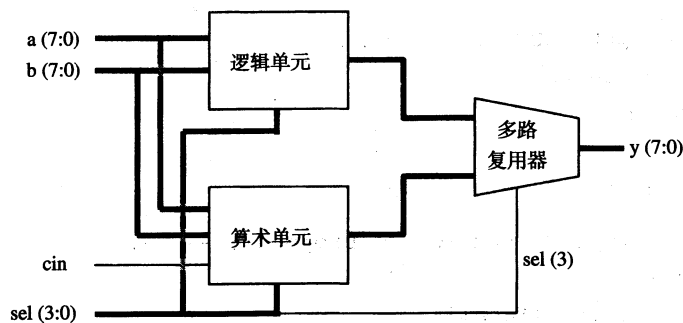 a (7:0)
b (7:0)
逻辑单元
多路
复用器
y (7:0)
算术单元
cin
sel (3)
sel (3:0)